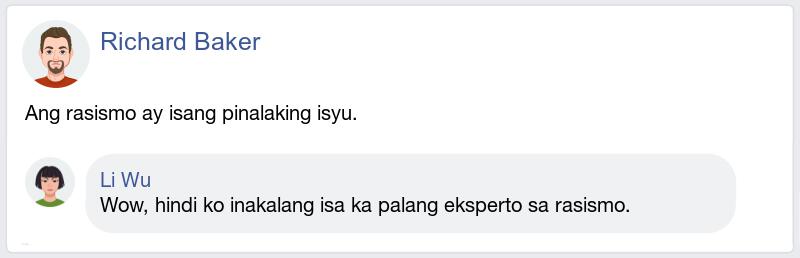 Richard Baker
Ang rasismo ay isang pinalaking isyu.
Li Wu
Wow, hindi ko inakalang isa ka palang eksperto sa rasismo.